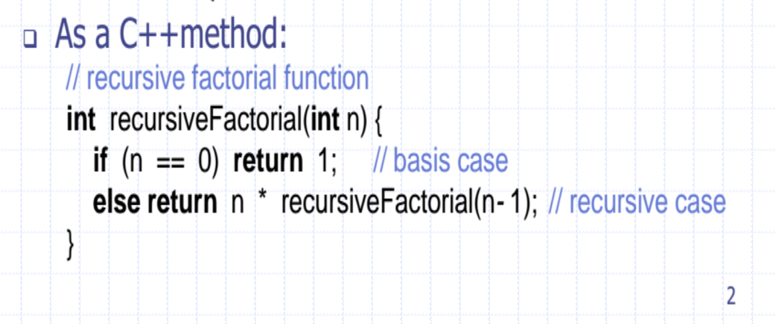 ❑ As a C++method:
// recursive factorial function
int recursiveFactorial(int n) {
if (n == 0) return 1; // basis case
else return n * recursiveFactorial(n- 1); // recursive case
}
2